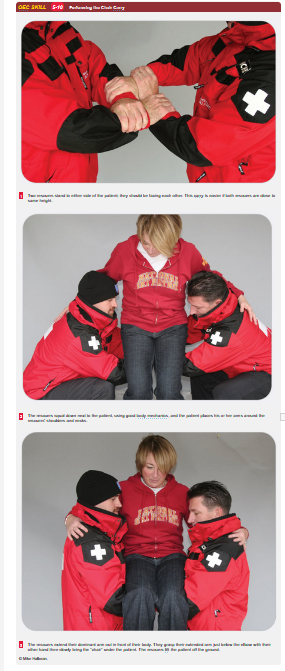 OEC SKILL 5-10 Performing the Chair Carry
1 Two rescuers stand to either side of the patient; they should be facing each other. This carry is easier if both rescuers are close to
same height.
2 The rescuers squat down next to the patient, using good body mechanics, and the patient places his or her arms around the
rescuers' shoulders and necks.
3 The rescuers extend their dominant arm out in front of their body. They grasp their extended arm just below the elbow with their
other hand then slowly bring the "chair" under the patient. The rescuers lift the patient off the ground.
© Mike Halloran